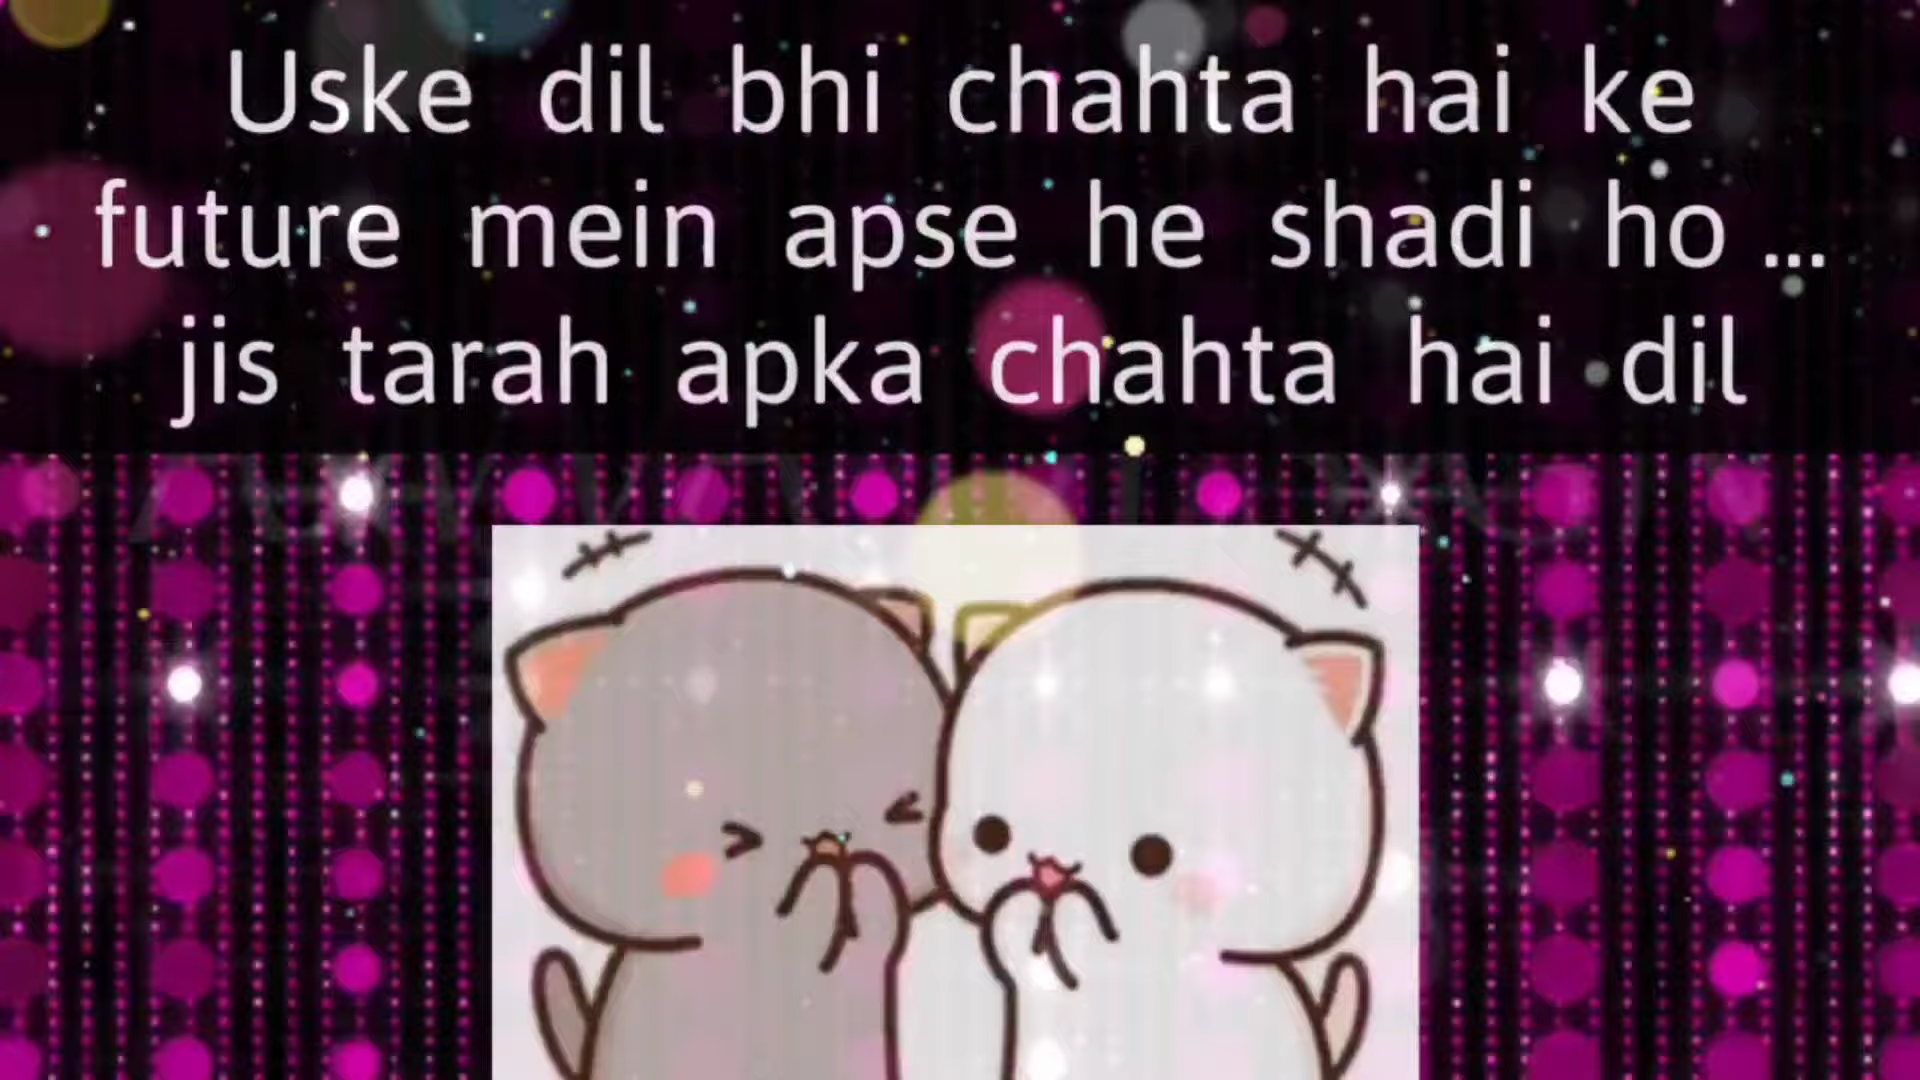 Uske dil bhi chahta hai ke
future mein apse he shadi ho ...
jis tarah apka chahta hai dil